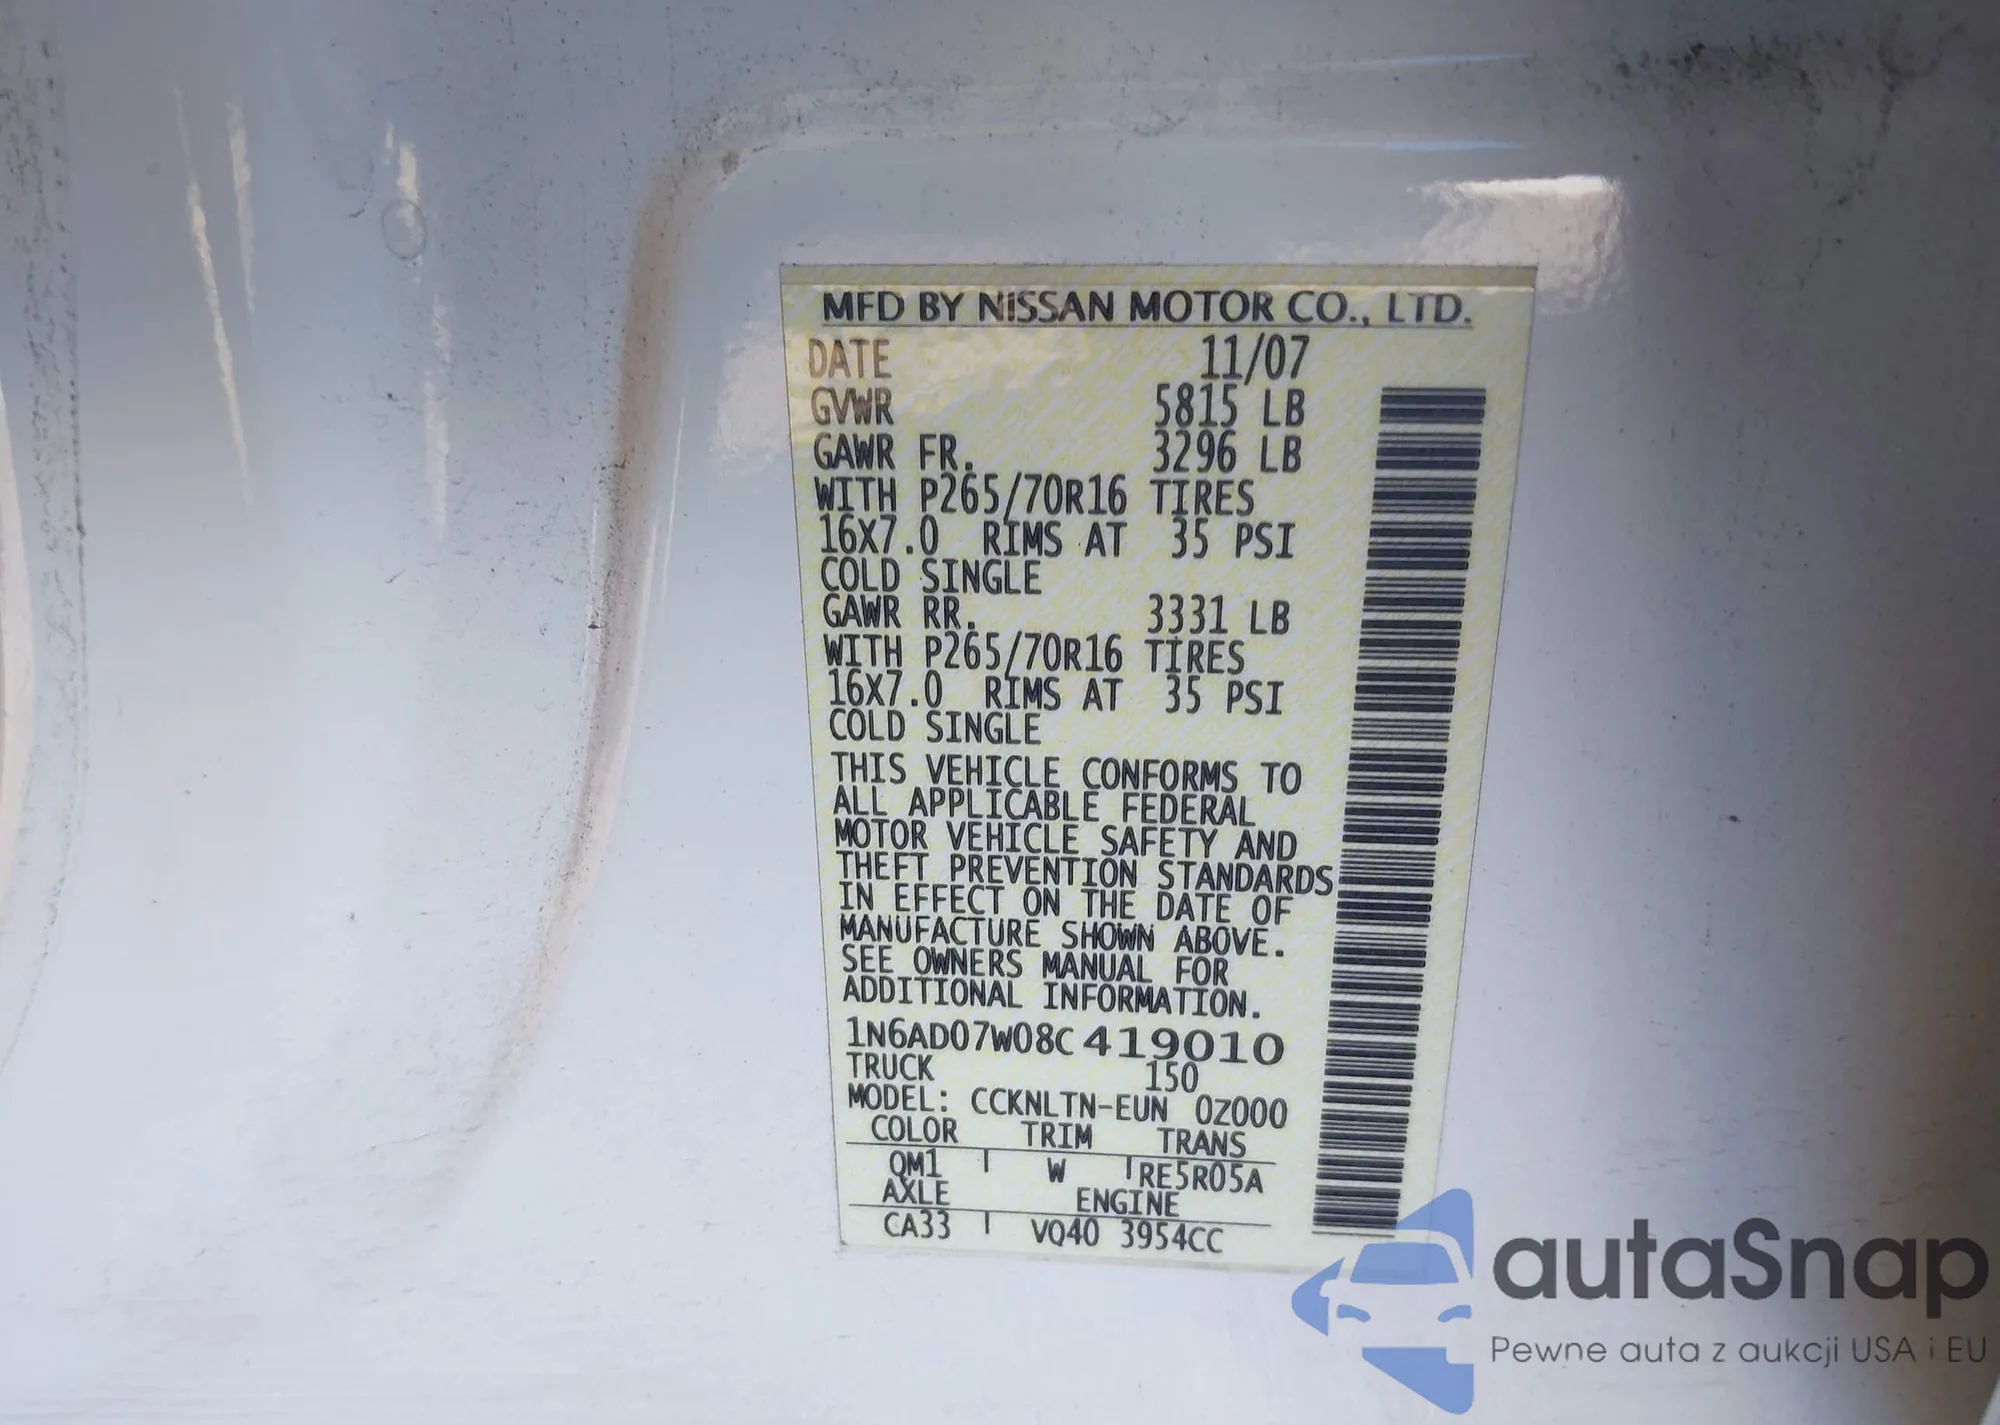 MFD BY NISSAN MOTOR CO., LTD.
DATE 11/07
GVWR 5815 LB
GAWR FR. 3296 LB
WITH P265/70R16 TIRES
16X7.0 RIMS AT 35 PSI
COLD SINGLE
GAWR RR. 3331 LB
WITH P265/70R16 TIRES
16X7.0 RIMS AT 35 PSI
COLD SINGLE
THIS VEHICLE CONFORMS TO
ALL APPLICABLE FEDERAL
MOTOR VEHICLE SAFETY AND
THEFT PREVENTION STANDARDS
IN EFFECT ON THE DATE OF
MANUFACTURE SHOWN ABOVE.
SEE OWNERS MANUAL FOR
ADDITIONAL INFORMATION.
1N6AD07W08C419010
TRUCK 150
MODEL: CCKNLTN-EUN 0Z000
COLOR TRIM TRANS
QM1 W RE5R05A
AXLE ENGINE
CA33 VQ40 3954CC
autaSnap
Pewne auta z aukcji USA i EU